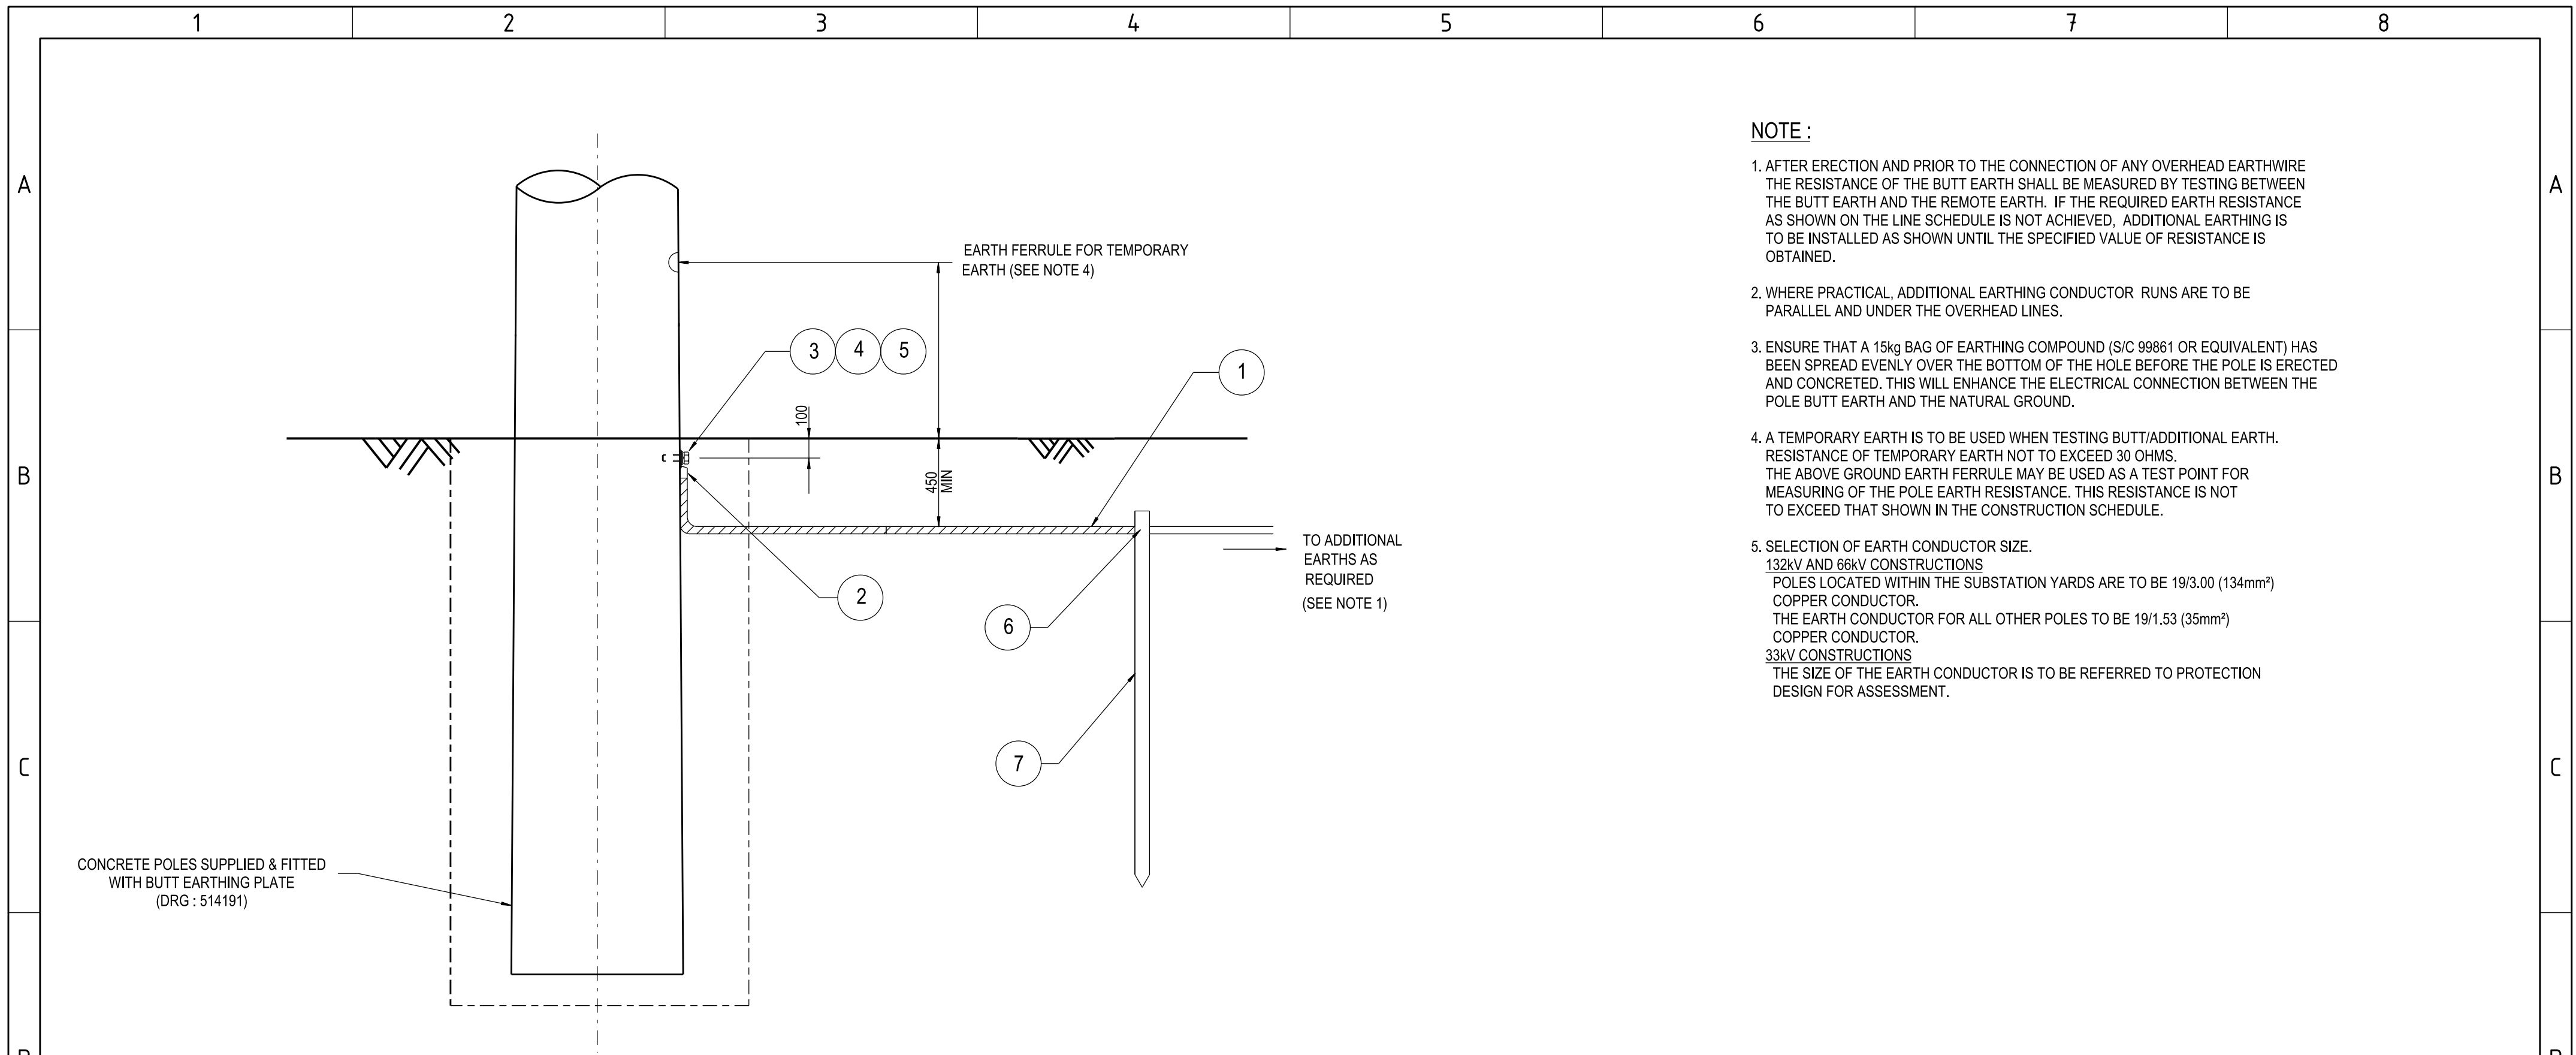 1 2 3 4 5 6 7 8
A
A
B
B
C
C
EARTH FERRULE FOR TEMPORARY
EARTH (SEE NOTE 4)
3 4 5
1
100
450
MIN
2
6
7
TO ADDITIONAL
EARTHS AS
REQUIRED
(SEE NOTE 1)
CONCRETE POLES SUPPLIED & FITTED
WITH BUTT EARTHING PLATE
(DRG : 514191)
NOTE :
1. AFTER ERECTION AND PRIOR TO THE CONNECTION OF ANY OVERHEAD EARTHWIRE
THE RESISTANCE OF THE BUTT EARTH SHALL BE MEASURED BY TESTING BETWEEN
THE BUTT EARTH AND THE REMOTE EARTH. IF THE REQUIRED EARTH RESISTANCE
AS SHOWN ON THE LINE SCHEDULE IS NOT ACHIEVED, ADDITIONAL EARTHING IS
TO BE INSTALLED AS SHOWN UNTIL THE SPECIFIED VALUE OF RESISTANCE IS
OBTAINED.
2. WHERE PRACTICAL, ADDITIONAL EARTHING CONDUCTOR RUNS ARE TO BE
PARALLEL AND UNDER THE OVERHEAD LINES.
3. ENSURE THAT A 15kg BAG OF EARTHING COMPOUND (S/C 99861 OR EQUIVALENT) HAS
BEEN SPREAD EVENLY OVER THE BOTTOM OF THE HOLE BEFORE THE POLE IS ERECTED
AND CONCRETED. THIS WILL ENHANCE THE ELECTRICAL CONNECTION BETWEEN THE
POLE BUTT EARTH AND THE NATURAL GROUND.
4. A TEMPORARY EARTH IS TO BE USED WHEN TESTING BUTT/ADDITIONAL EARTH.
RESISTANCE OF TEMPORARY EARTH NOT TO EXCEED 30 OHMS.
THE ABOVE GROUND EARTH FERRULE MAY BE USED AS A TEST POINT FOR
MEASURING OF THE POLE EARTH RESISTANCE. THIS RESISTANCE IS NOT
TO EXCEED THAT SHOWN IN THE CONSTRUCTION SCHEDULE.
5. SELECTION OF EARTH CONDUCTOR SIZE.
132kV AND 66kV CONSTRUCTIONS
POLES LOCATED WITHIN THE SUBSTATION YARDS ARE TO BE 19/3.00 (134mm²)
COPPER CONDUCTOR.
THE EARTH CONDUCTOR FOR ALL OTHER POLES TO BE 19/1.53 (35mm²)
COPPER CONDUCTOR.
33kV CONSTRUCTIONS
THE SIZE OF THE EARTH CONDUCTOR IS TO BE REFERRED TO PROTECTION
DESIGN FOR ASSESSMENT.